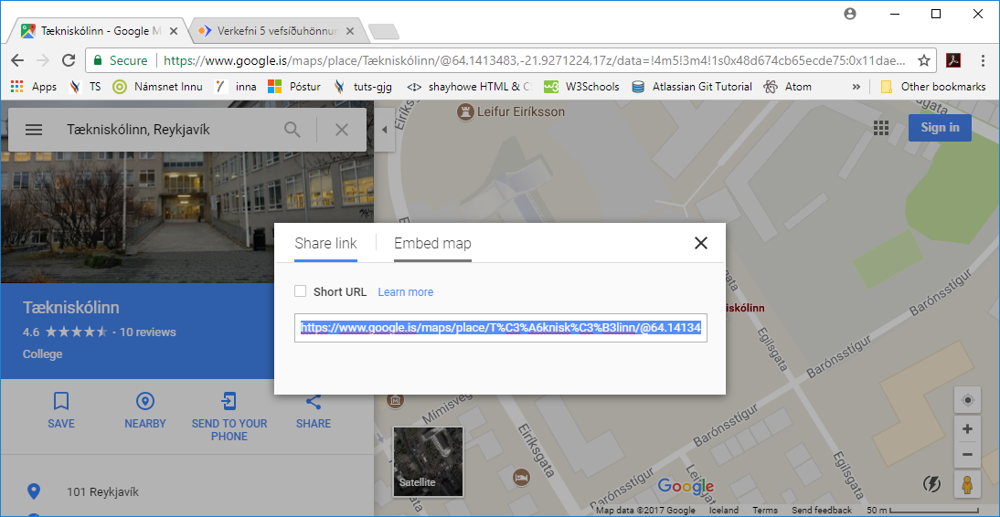 Tækniskólinn - Google M
Verkefni 5 vefsíðuhönnun
Secure
https://www.google.is/maps/place/Tækniskólinn/@64.1413483,-21.9271224,17z/data=!4m5!3m4!1s0x48d674cb65ecde75:0x11dae...
Apps
TS
Námsnet Innu
inna
Póstur
tuts-gjg
shayhowe HTML & C
W3Schools
Atlassian Git Tutorial
Atom
»
Other bookmarks
Tækniskólinn, Reykjavík
Leifur Eiríksson
Sign in
Eiríks
Share link
Embed map
Short URL
Learn more
https://www.google.is/maps/place/T%C3%A6knisk%C3%B3linn/@64.14134
Tækniskólinn
4.6
10 reviews
College
SAVE
NEARBY
SEND TO YOUR
PHONE
SHARE
101 Reykjavík
skólinn
Egilsgata
Barónsstígur
Mímisveg
Eiríksgata
Barónsstígur
Egilsgata
Satellite
Google
Map data ©2017 Google
Iceland
Terms
Send feedback
50 m